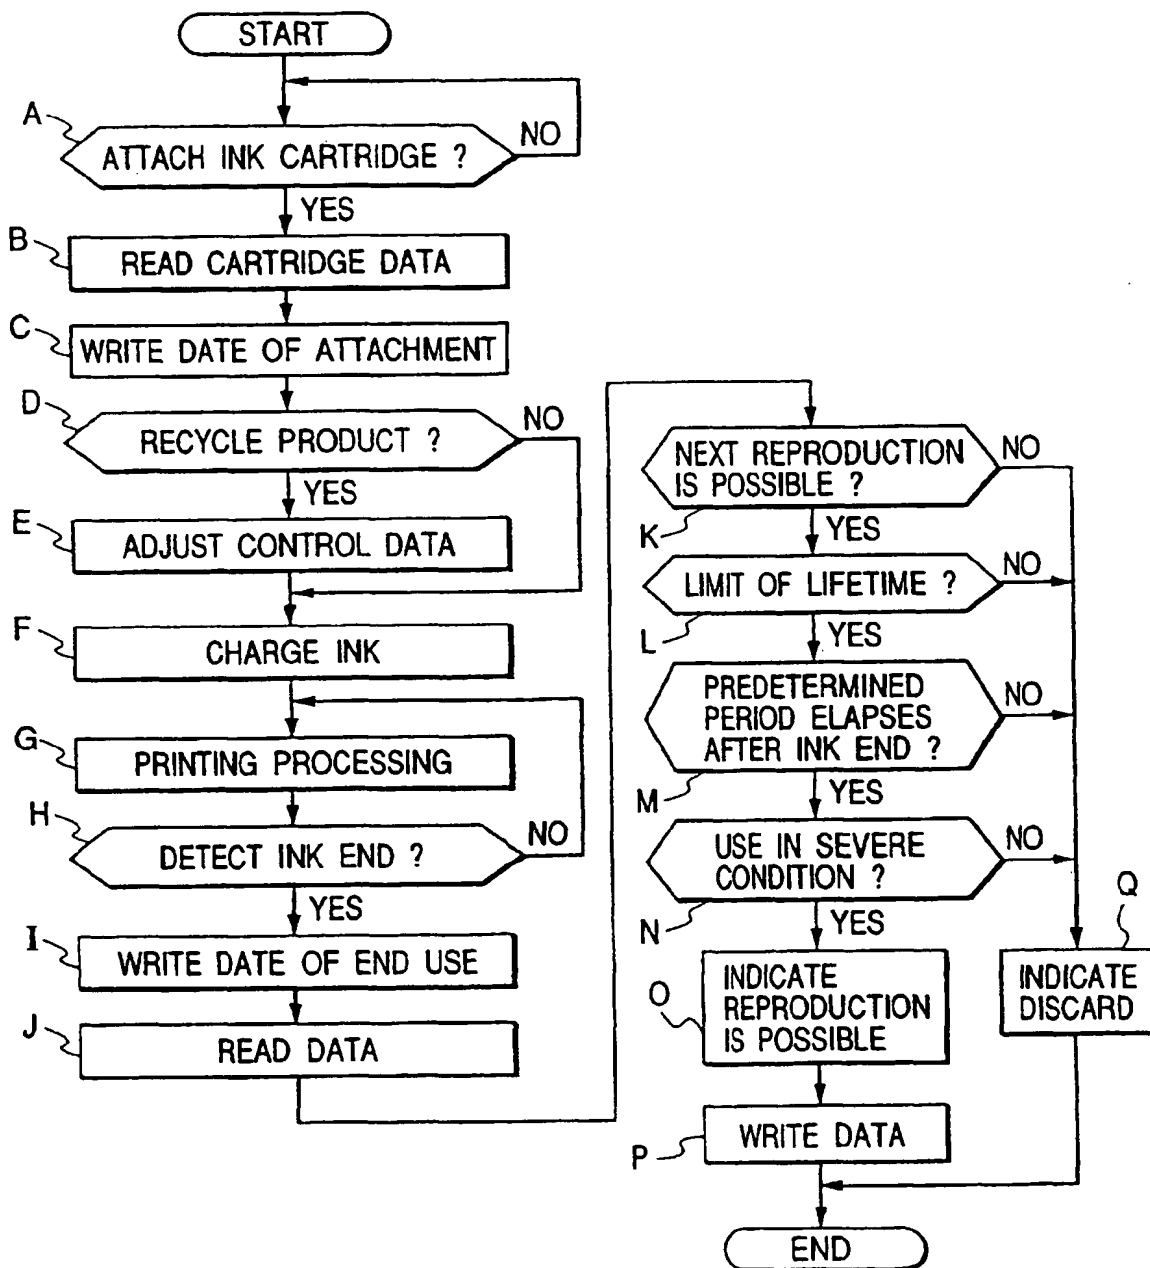 START
A
ATTACH INK CARTRIDGE ?
NO
YES
B
READ CARTRIDGE DATA
C
WRITE DATE OF ATTACHMENT
D
RECYCLE PRODUCT ?
NO
YES
E
ADJUST CONTROL DATA
F
CHARGE INK
G
PRINTING PROCESSING
H
DETECT INK END ?
NO
YES
I
WRITE DATE OF END USE
J
READ DATA
NEXT REPRODUCTION
IS POSSIBLE ?
NO
K
YES
LIMIT OF LIFETIME ?
NO
L
YES
PREDETERMINED
PERIOD ELAPSES
AFTER INK END ?
NO
M
YES
USE IN SEVERE
CONDITION ?
NO
N
YES
O
INDICATE
REPRODUCTION
IS POSSIBLE
Q
INDICATE
DISCARD
P
WRITE DATA
END